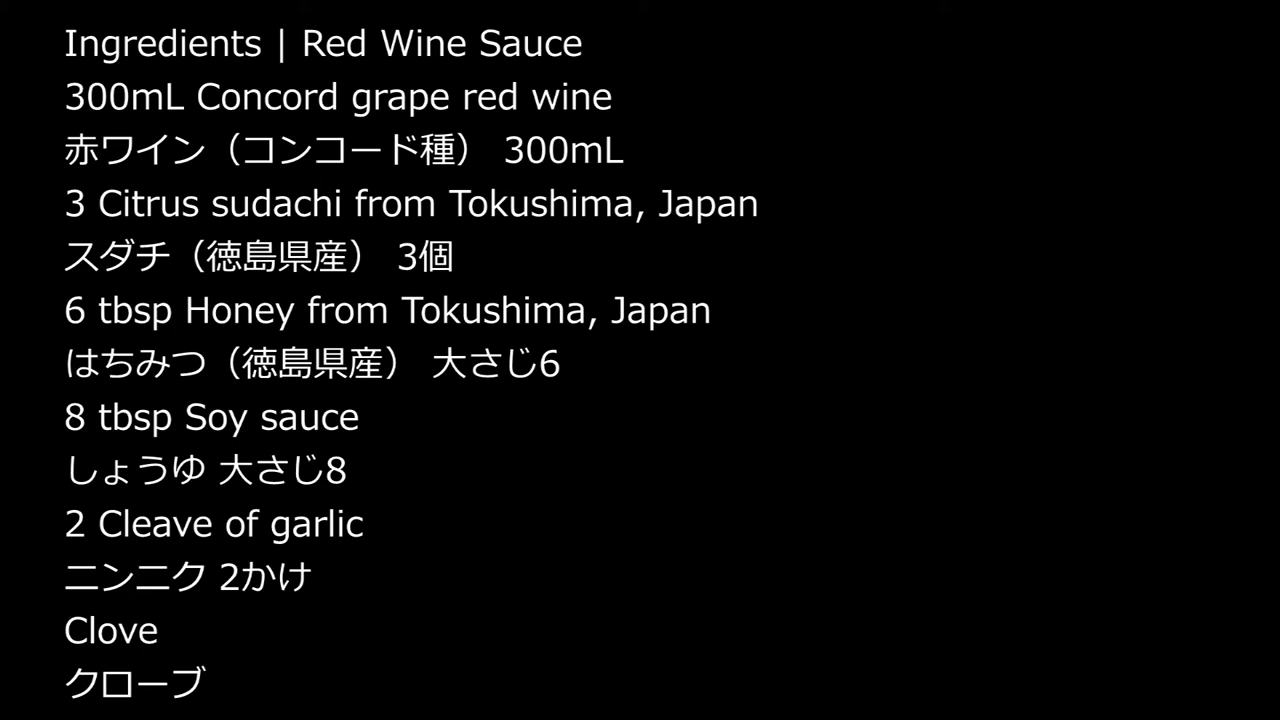 Ingredients | Red Wine Sauce
300mL Concord grape red wine
赤ワイン（コンコード種） 300mL
3 Citrus sudachi from Tokushima, Japan
スダチ（徳島県産） 3個
6 tbsp Honey from Tokushima, Japan
はちみつ（徳島県産） 大さじ6
8 tbsp Soy sauce
しょうゆ 大さじ8
2 Cleave of garlic
ニンニク 2かけ
Clove
クローブ